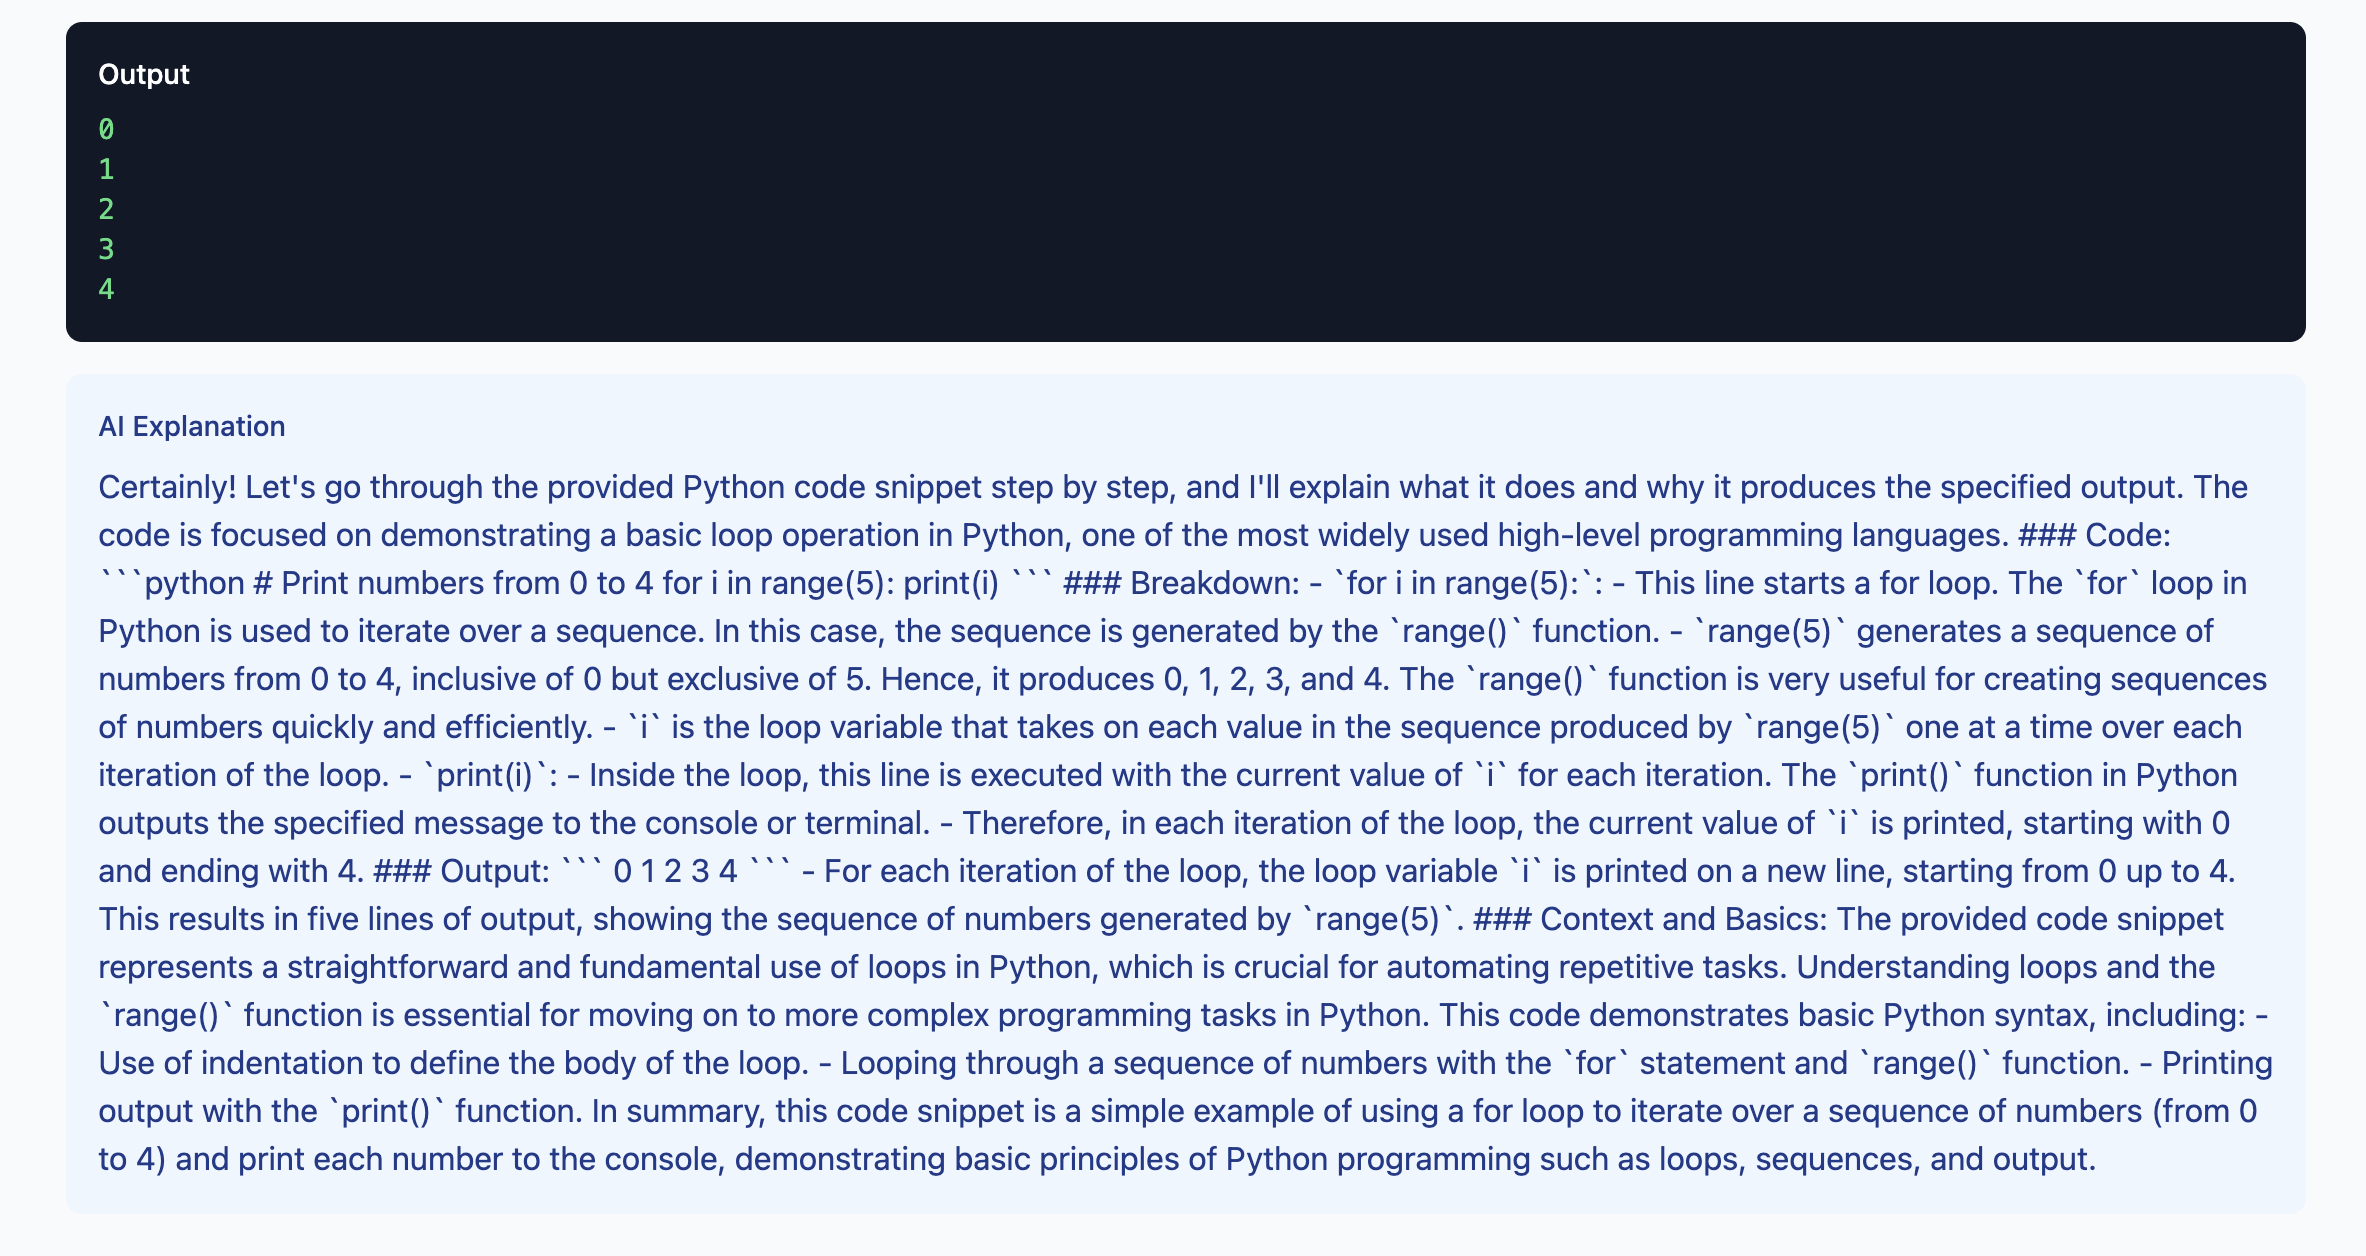 Output
0
1
2
3
4
AI Explanation
Certainly! Let's go through the provided Python code snippet step by step, and I'll explain what it does and why it produces the specified output. The
code is focused on demonstrating a basic loop operation in Python, one of the most widely used high-level programming languages. ### Code:
```python # Print numbers from 0 to 4 for i in range(5): print(i) ``` ### Breakdown: - `for i in range(5):`: - This line starts a for loop. The `for` loop in
Python is used to iterate over a sequence. In this case, the sequence is generated by the `range()` function. - `range(5)` generates a sequence of
numbers from 0 to 4, inclusive of 0 but exclusive of 5. Hence, it produces 0, 1, 2, 3, and 4. The `range()` function is very useful for creating sequences
of numbers quickly and efficiently. - `i` is the loop variable that takes on each value in the sequence produced by `range(5)` one at a time over each
iteration of the loop. - `print(i)`: - Inside the loop, this line is executed with the current value of `i` for each iteration. The `print()` function in Python
outputs the specified message to the console or terminal. - Therefore, in each iteration of the loop, the current value of `i` is printed, starting with 0
and ending with 4. ### Output: ``` 0 1 2 3 4 ``` - For each iteration of the loop, the loop variable `i` is printed on a new line, starting from 0 up to 4.
This results in five lines of output, showing the sequence of numbers generated by `range(5)`. ### Context and Basics: The provided code snippet
represents a straightforward and fundamental use of loops in Python, which is crucial for automating repetitive tasks. Understanding loops and the
`range()` function is essential for moving on to more complex programming tasks in Python. This code demonstrates basic Python syntax, including: -
Use of indentation to define the body of the loop. - Looping through a sequence of numbers with the `for` statement and `range()` function. - Printing
output with the `print()` function. In summary, this code snippet is a simple example of using a for loop to iterate over a sequence of numbers (from 0
to 4) and print each number to the console, demonstrating basic principles of Python programming such as loops, sequences, and output.